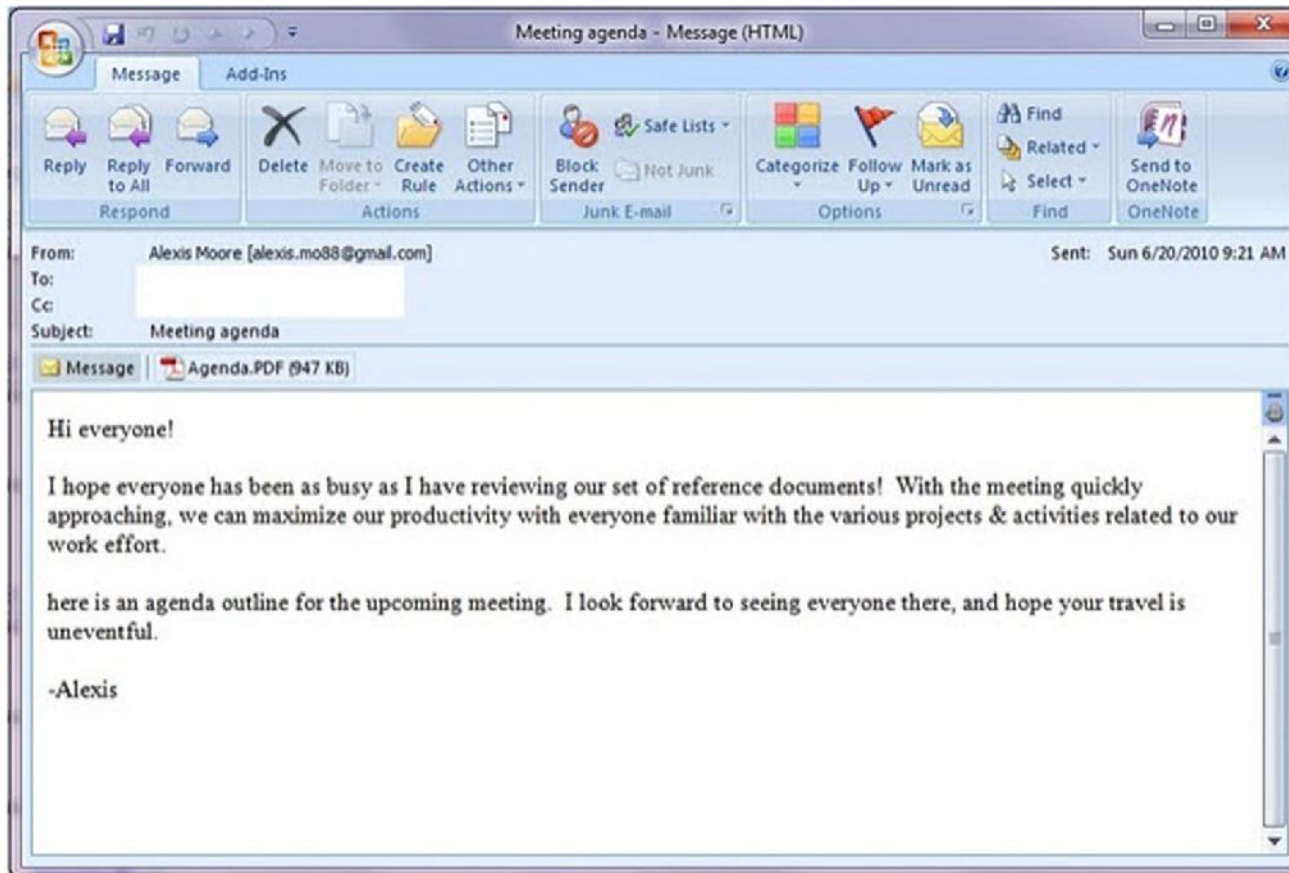 Meeting agenda - Message (HTML)
Message Add-Ins
Reply Reply to All Forward Delete Move to Folder Create Rule Other Actions Block Sender Safe Lists Not Junk Categorize Follow Up Mark as Unread Find Related Select Send to OneNote
Respond Actions Junk E-mail Options Find OneNote
From: Alexis Moore [alexis.mo88@gmail.com] Sent: Sun 6/20/2010 9:21 AM
To:
Cc:
Subject: Meeting agenda
Message Agenda.PDF (947 KB)
Hi everyone!
I hope everyone has been as busy as I have reviewing our set of reference documents! With the meeting quickly
approaching, we can maximize our productivity with everyone familiar with the various projects & activities related to our
work effort.
here is an agenda outline for the upcoming meeting. I look forward to seeing everyone there, and hope your travel is
uneventful.
-Alexis